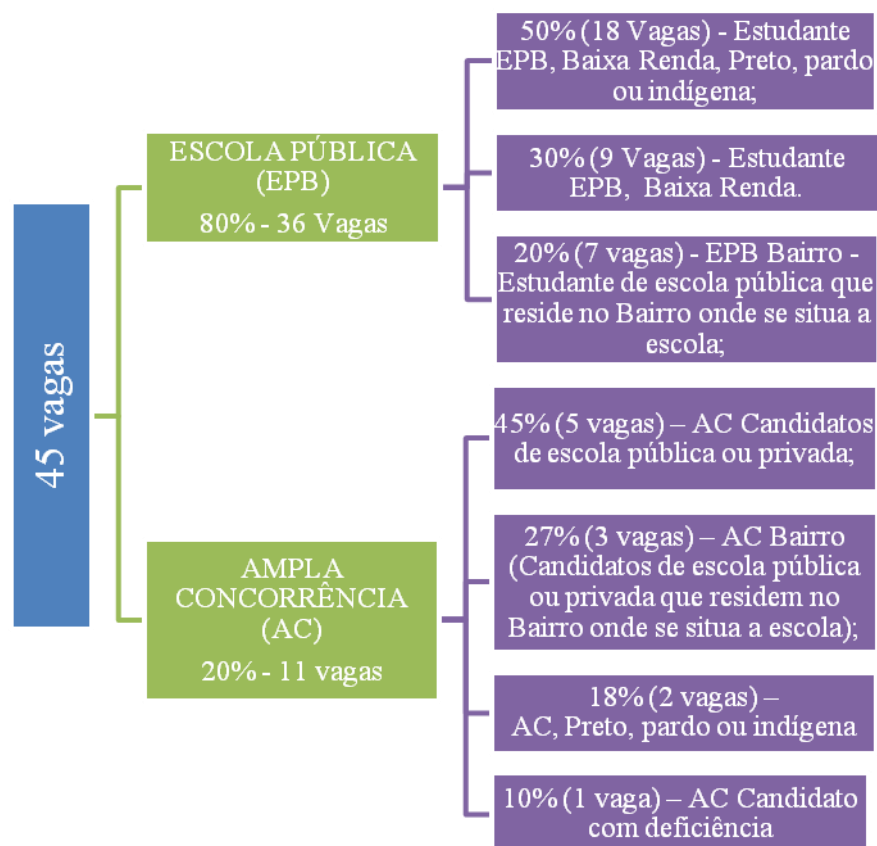 45 vagas
ESCOLA PÚBLICA
(EPB)
80% - 36 Vagas
50% (18 Vagas) - Estudante
EPB, Baixa Renda, Preto, pardo
ou indígena;
30% (9 Vagas) - Estudante
EPB, Baixa Renda.
20% (7 vagas) - EPB Bairro -
Estudante de escola pública que
reside no Bairro onde se situa a
escola;
AMPLA
CONCORRÊNCIA
(AC)
20% - 11 vagas
45% (5 vagas) – AC Candidatos
de escola pública ou privada;
27% (3 vagas) – AC Bairro
(Candidatos de escola pública
ou privada que residem no
Bairro onde se situa a escola);
18% (2 vagas) –
AC, Preto, pardo ou indígena
10% (1 vaga) – AC Candidato
com deficiência